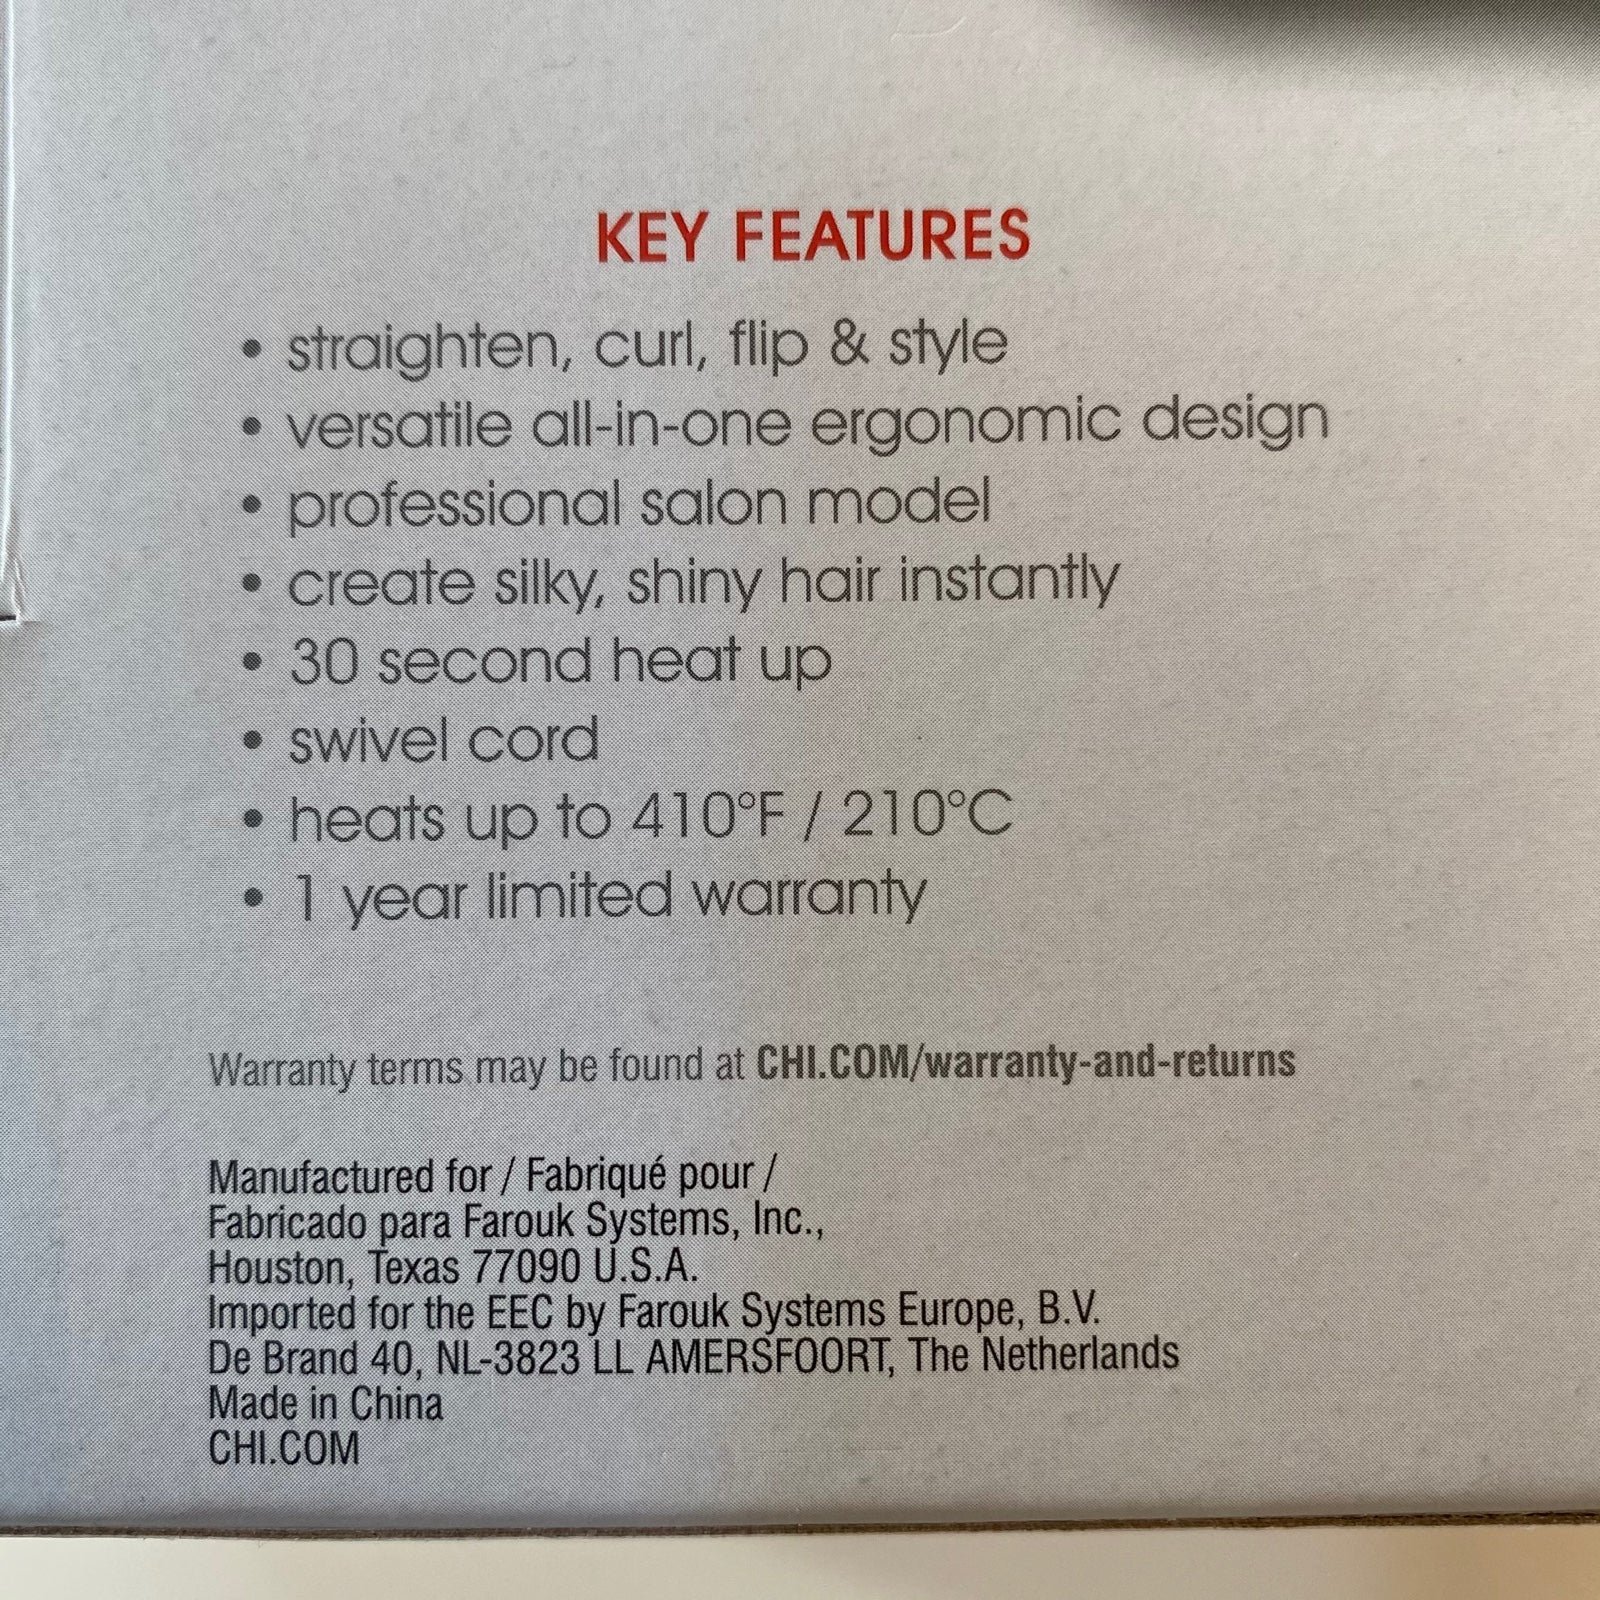 KEY FEATURES
• straighten, curl, flip & style
• versatile all-in-one ergonomic design
• professional salon model
• create silky, shiny hair instantly
• 30 second heat up
• swivel cord
• heats up to 410°F / 210°C
• 1 year limited warranty
Warranty terms may be found at CHI.COM/warranty-and-returns
Manufactured for / Fabriqué pour /
Fabricado para Farouk Systems, Inc.,
Houston, Texas 77090 U.S.A.
Imported for the EEC by Farouk Systems Europe, B.V.
De Brand 40, NL-3823 LL AMERSFOORT, The Netherlands
Made in China
CHI.COM